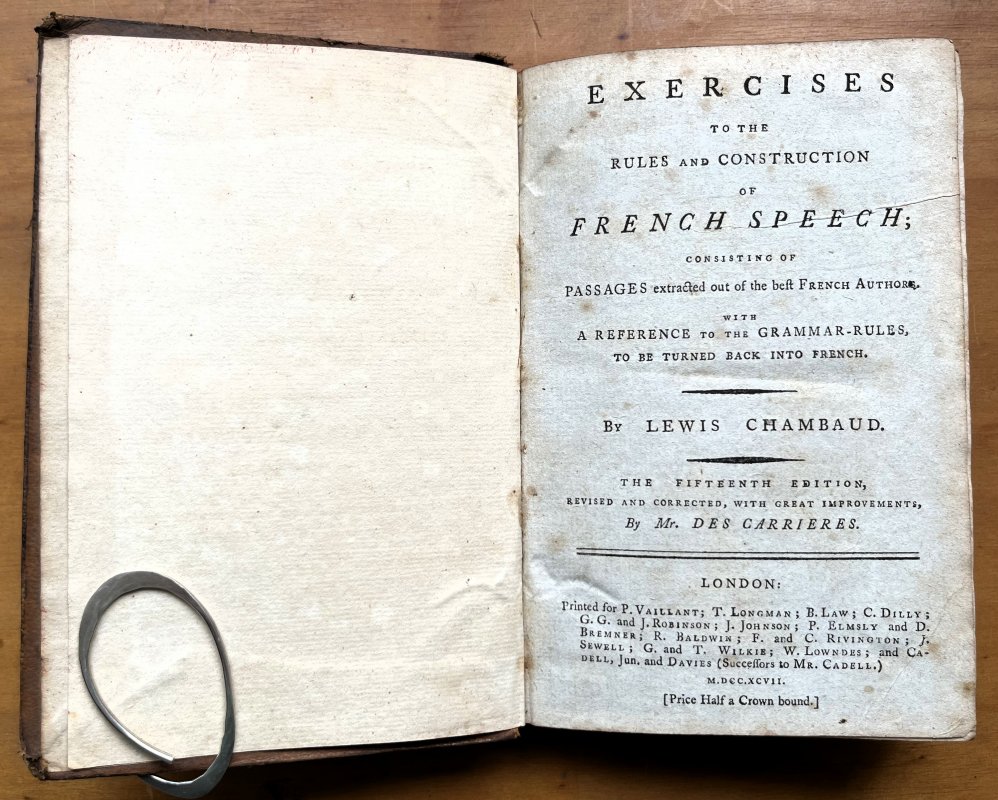 EXERCISES
TO THE
RULES AND CONSTRUCTION
OF
FRENCH SPEECH;
CONSISTING OF
PASSAGES extracted out of the beſt FRENCH AUTHORS.
WITH
A REFERENCE TO THE GRAMMAR-RULES,
TO BE TURNED BACK INTO FRENCH.
By LEWIS CHAMBAUD.
THE FIFTEENTH EDITION,
REVISED AND CORRECTED, WITH GREAT IMPROVEMENTS,
By Mr. DES CARRIERES.
LONDON:
Printed for P. VAILLANT; T. LONGMAN; B. LAW; C. DILLY;
G. G. and J. ROBINSON; J. JOHNSON; P. ELMSLY and D.
BREMNER; R. BALDWIN; F. and C. RIVINGTON; J.
SEWELL; G. and T. WILKIE; W. LOWNDES; and CA-
DELL, Jun. and DAVIES (Succeſſors to Mr. CADELL.)
M.DCC.XCVII.
[Price Half a Crown bound.]